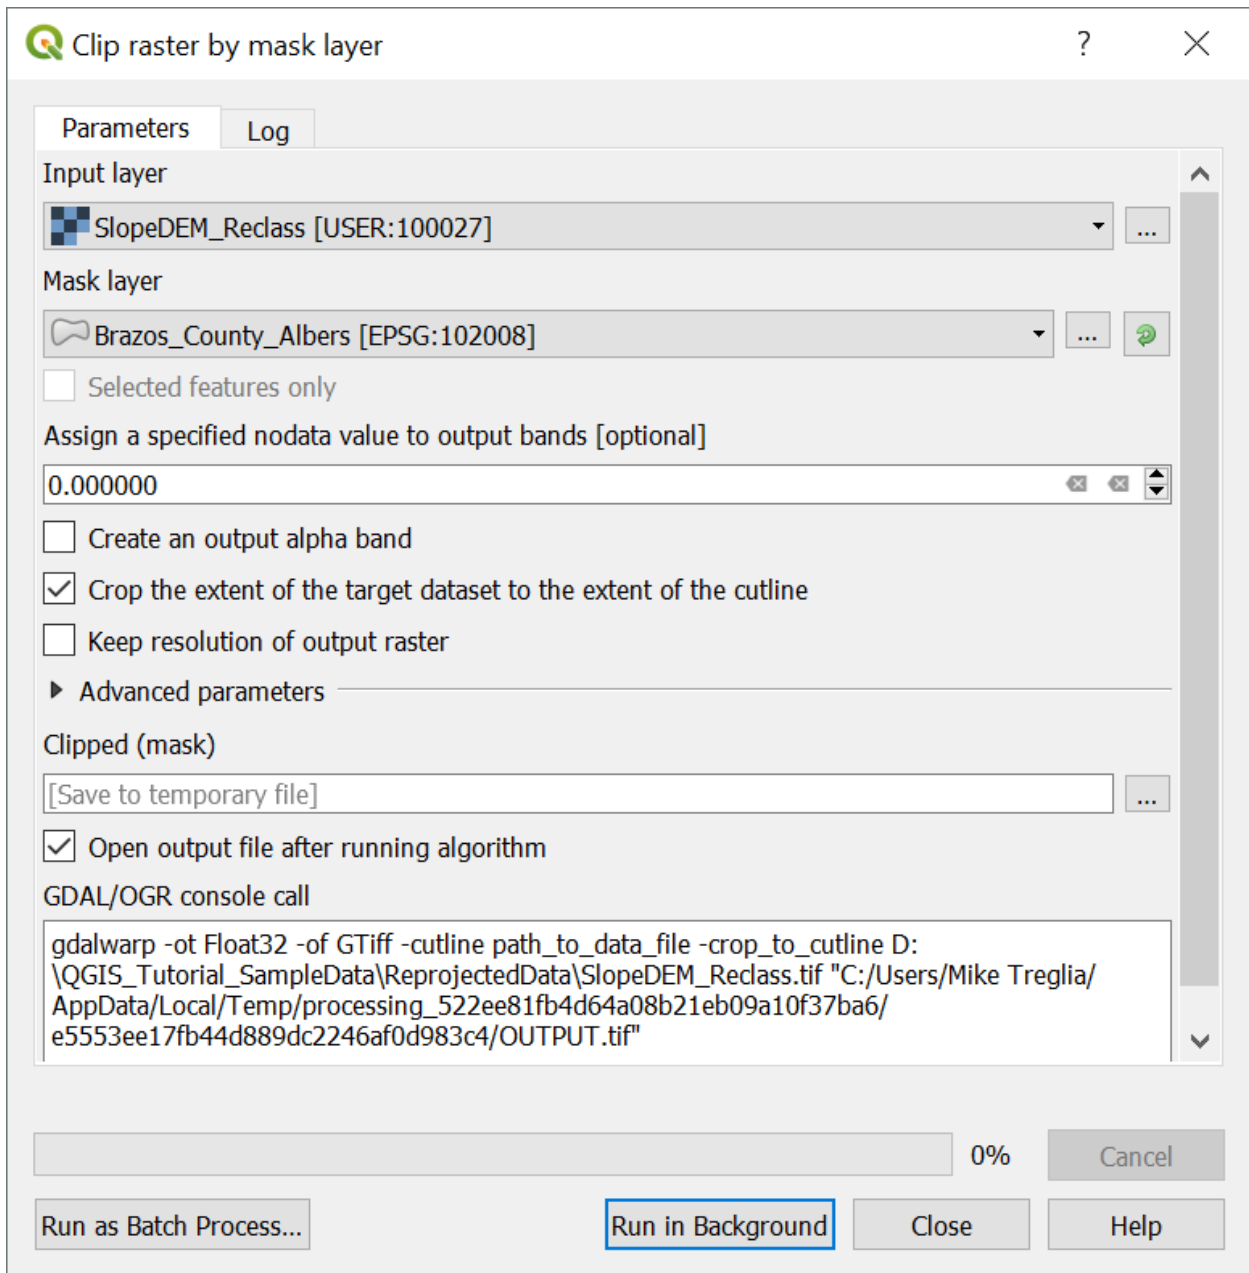 Clip raster by mask layer
?
Parameters
Log
Input layer
SlopeDEM_Reclass [USER:100027]
...
Mask layer
Brazos_County_Albers [EPSG:102008]
...
Selected features only
Assign a specified nodata value to output bands [optional]
0.000000
Create an output alpha band
Crop the extent of the target dataset to the extent of the cutline
Keep resolution of output raster
Advanced parameters
Clipped (mask)
[Save to temporary file]
...
Open output file after running algorithm
GDAL/OGR console call
gdalwarp -ot Float32 -of GTiff -cutline path_to_data_file -crop_to_cutline D:
\QGIS_Tutorial_SampleData\ReprojectedData\SlopeDEM_Reclass.tif "C:/Users/Mike Treglia/
AppData/Local/Temp/processing_522ee81fb4d64a08b21eb09a10f37ba6/
e5553ee17fb44d889dc2246af0d983c4/OUTPUT.tif"
0%
Cancel
Run as Batch Process...
Run in Background
Close
Help